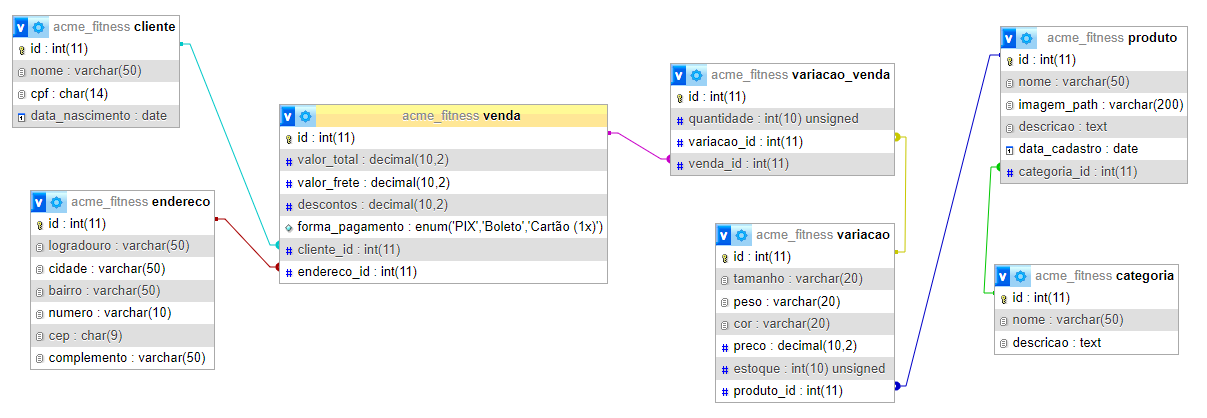 acme_fitness cliente
id : int(11)
nome : varchar(50)
cpf : char(14)
data_nascimento : date
acme_fitness endereco
id : int(11)
logradouro : varchar(50)
cidade : varchar(50)
bairro : varchar(50)
numero : varchar(10)
cep : char(9)
complemento : varchar(50)
acme_fitness venda
id : int(11)
valor_total : decimal(10,2)
valor_frete : decimal(10,2)
descontos : decimal(10,2)
forma_pagamento : enum('PIX','Boleto','Cartão (1x)')
cliente_id : int(11)
endereco_id : int(11)
acme_fitness variacao_venda
id : int(11)
quantidade : int(10) unsigned
variacao_id : int(11)
venda_id : int(11)
acme_fitness variacao
id : int(11)
tamanho : varchar(20)
peso : varchar(20)
cor : varchar(20)
preco : decimal(10,2)
estoque : int(10) unsigned
produto_id : int(11)
acme_fitness produto
id : int(11)
nome : varchar(50)
imagem_path : varchar(200)
descricao : text
data_cadastro : date
categoria_id : int(11)
acme_fitness categoria
id : int(11)
nome : varchar(50)
descricao : text